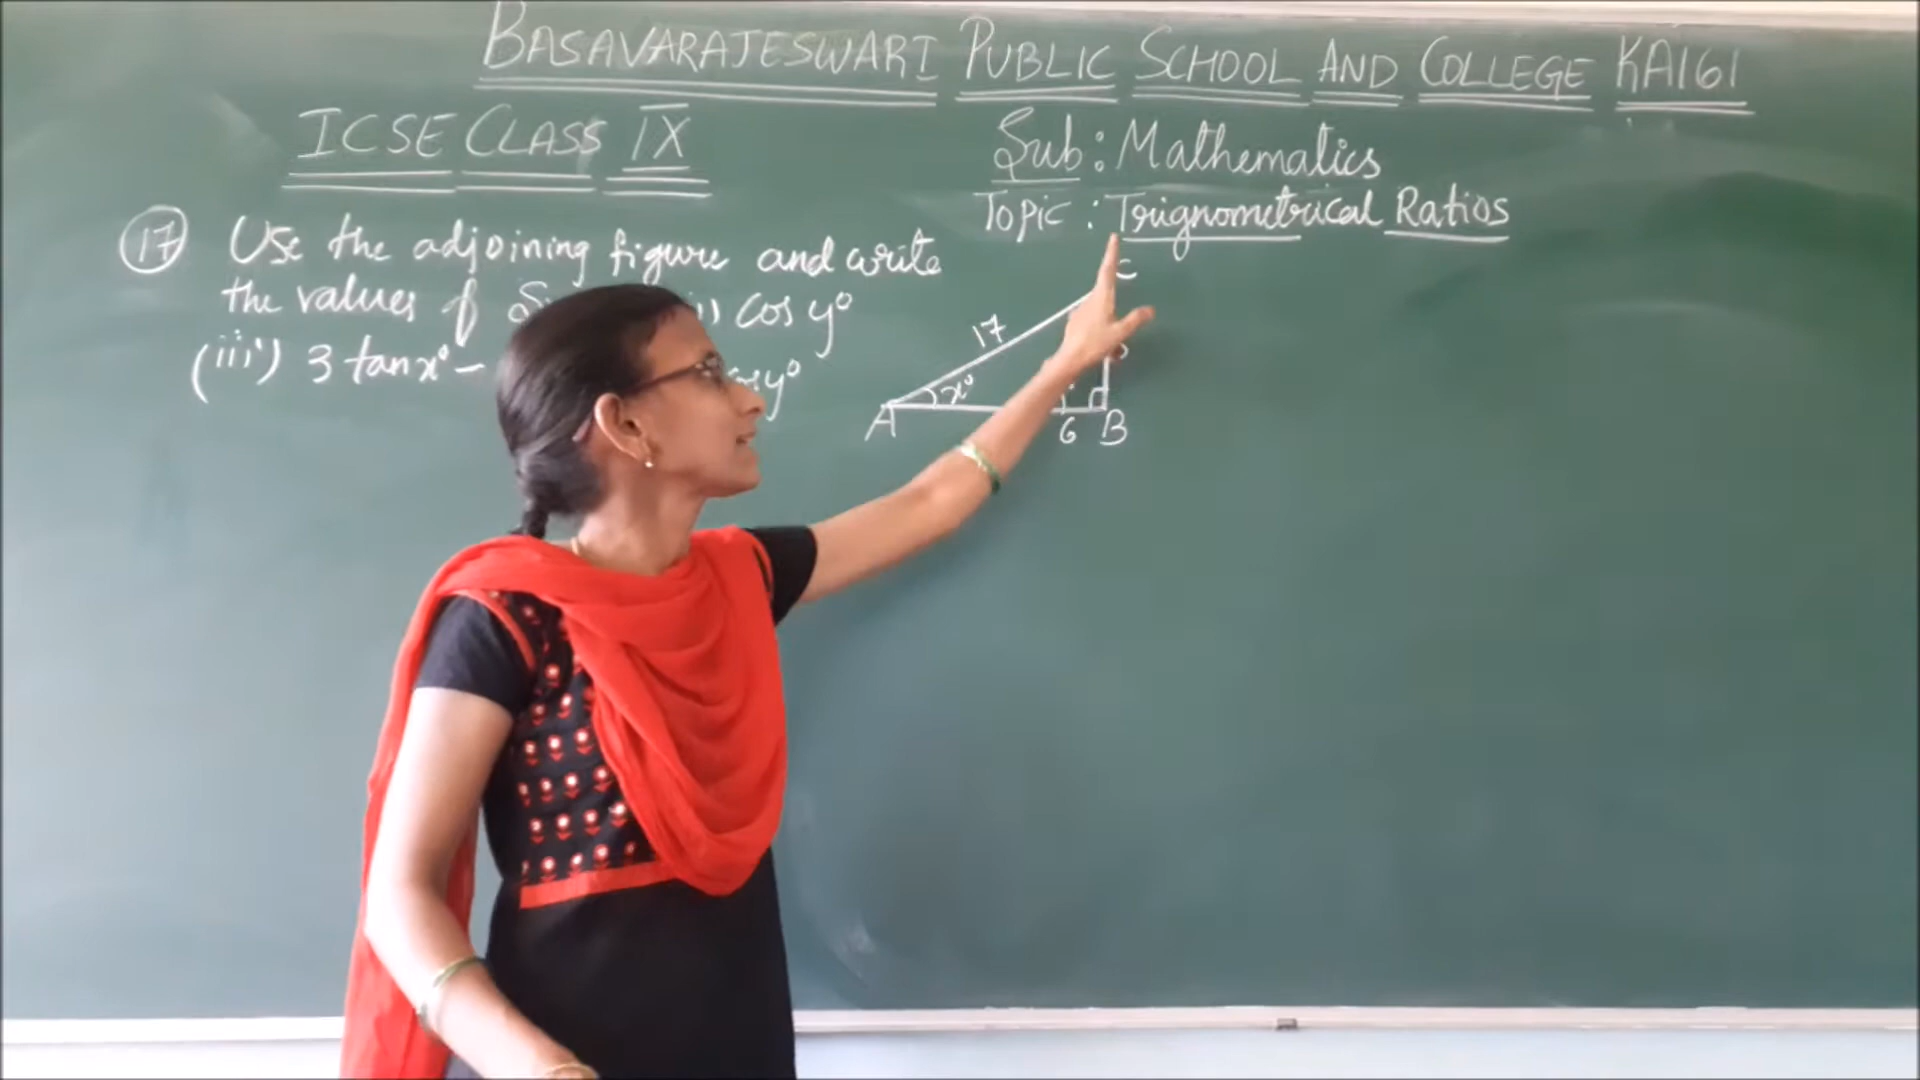 BASAVARAJESWARI PUBLIC SCHOOL AND COLLEGE KA161
ICSE CLASS IX
Sub: Mathematics
Topic: Trignometrical Ratios
17 Use the adjoining figure and write
the values of cos y°
(iii) 3 tan x° – cos y°
C
17
x°
A
6 B